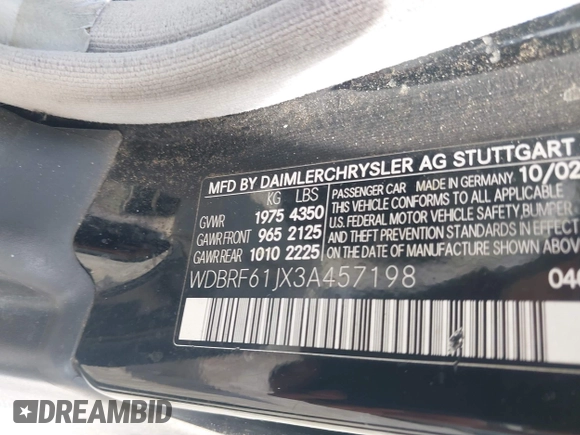 MFD BY DAIMLERCHRYSLER AG STUTTGART
KG LBS
GVWR 1975 4350
GAWR FRONT 965 2125
GAWR REAR 1010 2225
PASSENGER CAR MADE IN GERMANY 10/02
THIS VEHICLE CONFORMS TO ALL APPLICABLE
U.S. FEDERAL MOTOR VEHICLE SAFETY, BUMPER
AND THEFT PREVENTION STANDARDS
IN EFFECT ON THE DATE OF
MANUFACTURE SHOWN ABOVE.
WDBRF61JX3A457198
DREAMBID